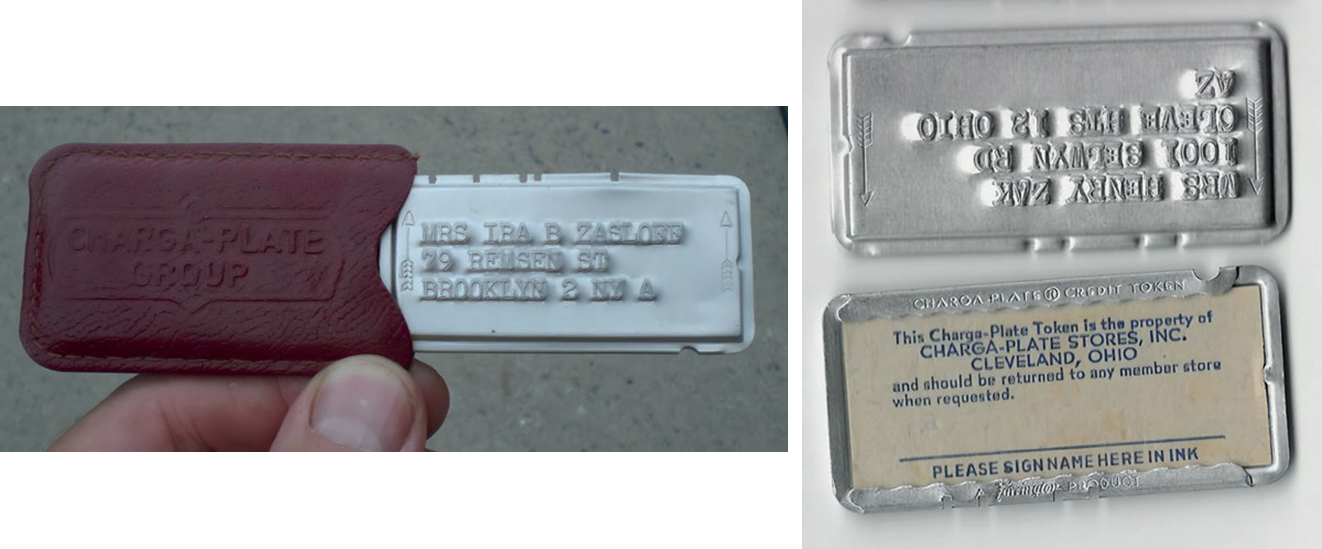 CHARGA-PLATE
GROUP
MRS IRA B ZASLOFF
79 REMSEN ST
BROOKLYN 2 NY A
MRS HENRY ZAK
1001 SELWYN RD
CLEVE HTS 12 OHIO
AZ
CHARGA-PLATE ® CREDIT TOKEN
This Charga-Plate Token is the property of
CHARGA-PLATE STORES, INC.
CLEVELAND, OHIO
and should be returned to any member store
when requested.
PLEASE SIGN NAME HERE IN INK
Farrington PRODUCT